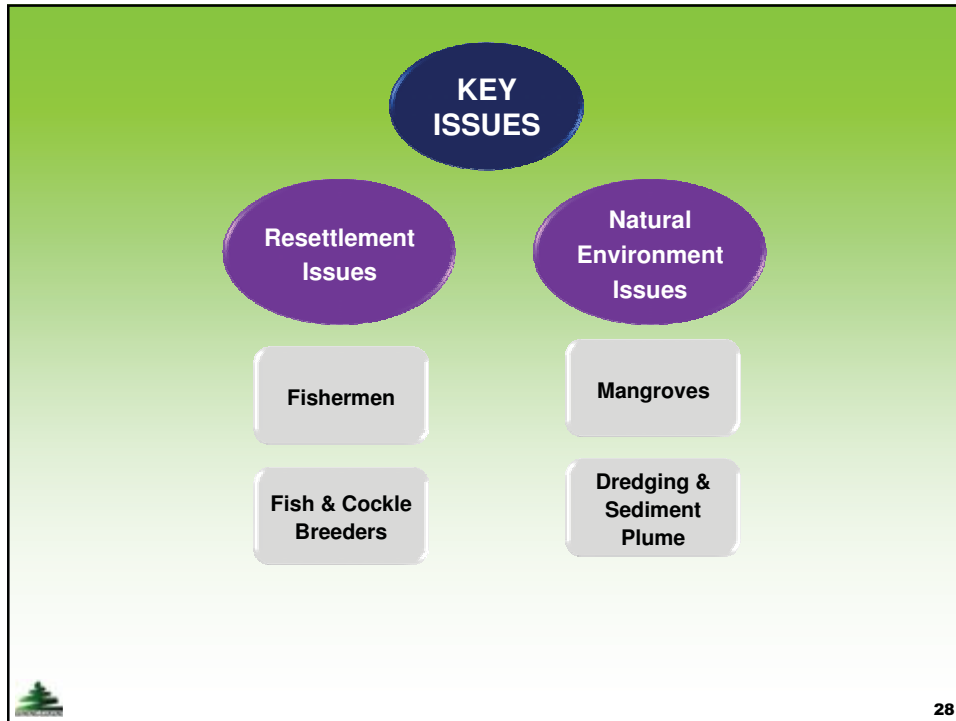 KEY
ISSUES
Resettlement
Issues
Natural
Environment
Issues
Fishermen
Mangroves
Fish & Cockle
Breeders
Dredging &
Sediment
Plume
28